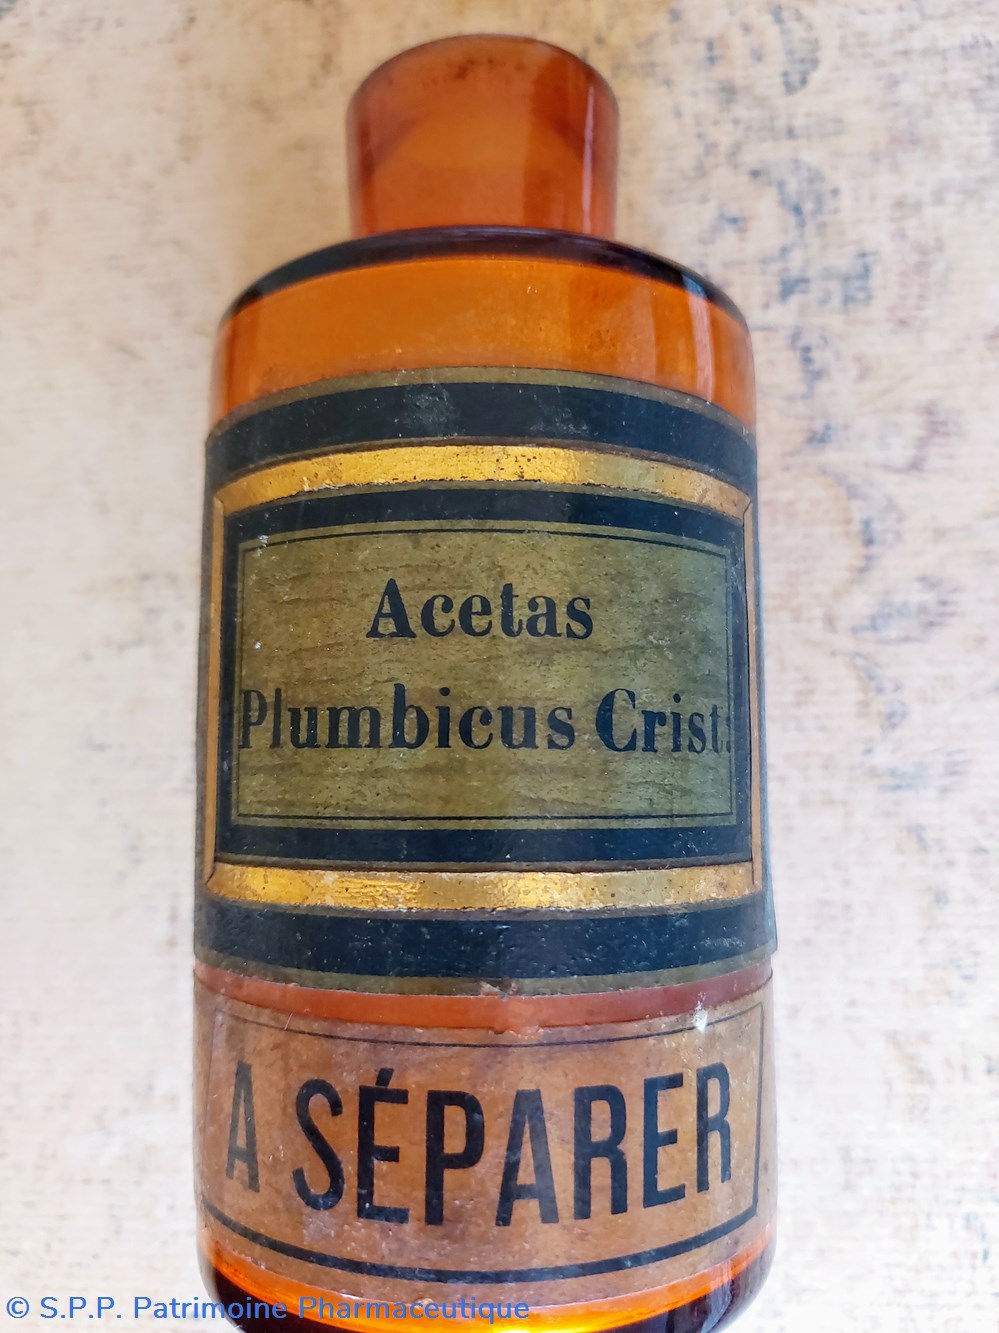 Acetas
Plumbicus Crist.
A SÉPARER
© S.P.P. Patrimoine Pharmaceutique